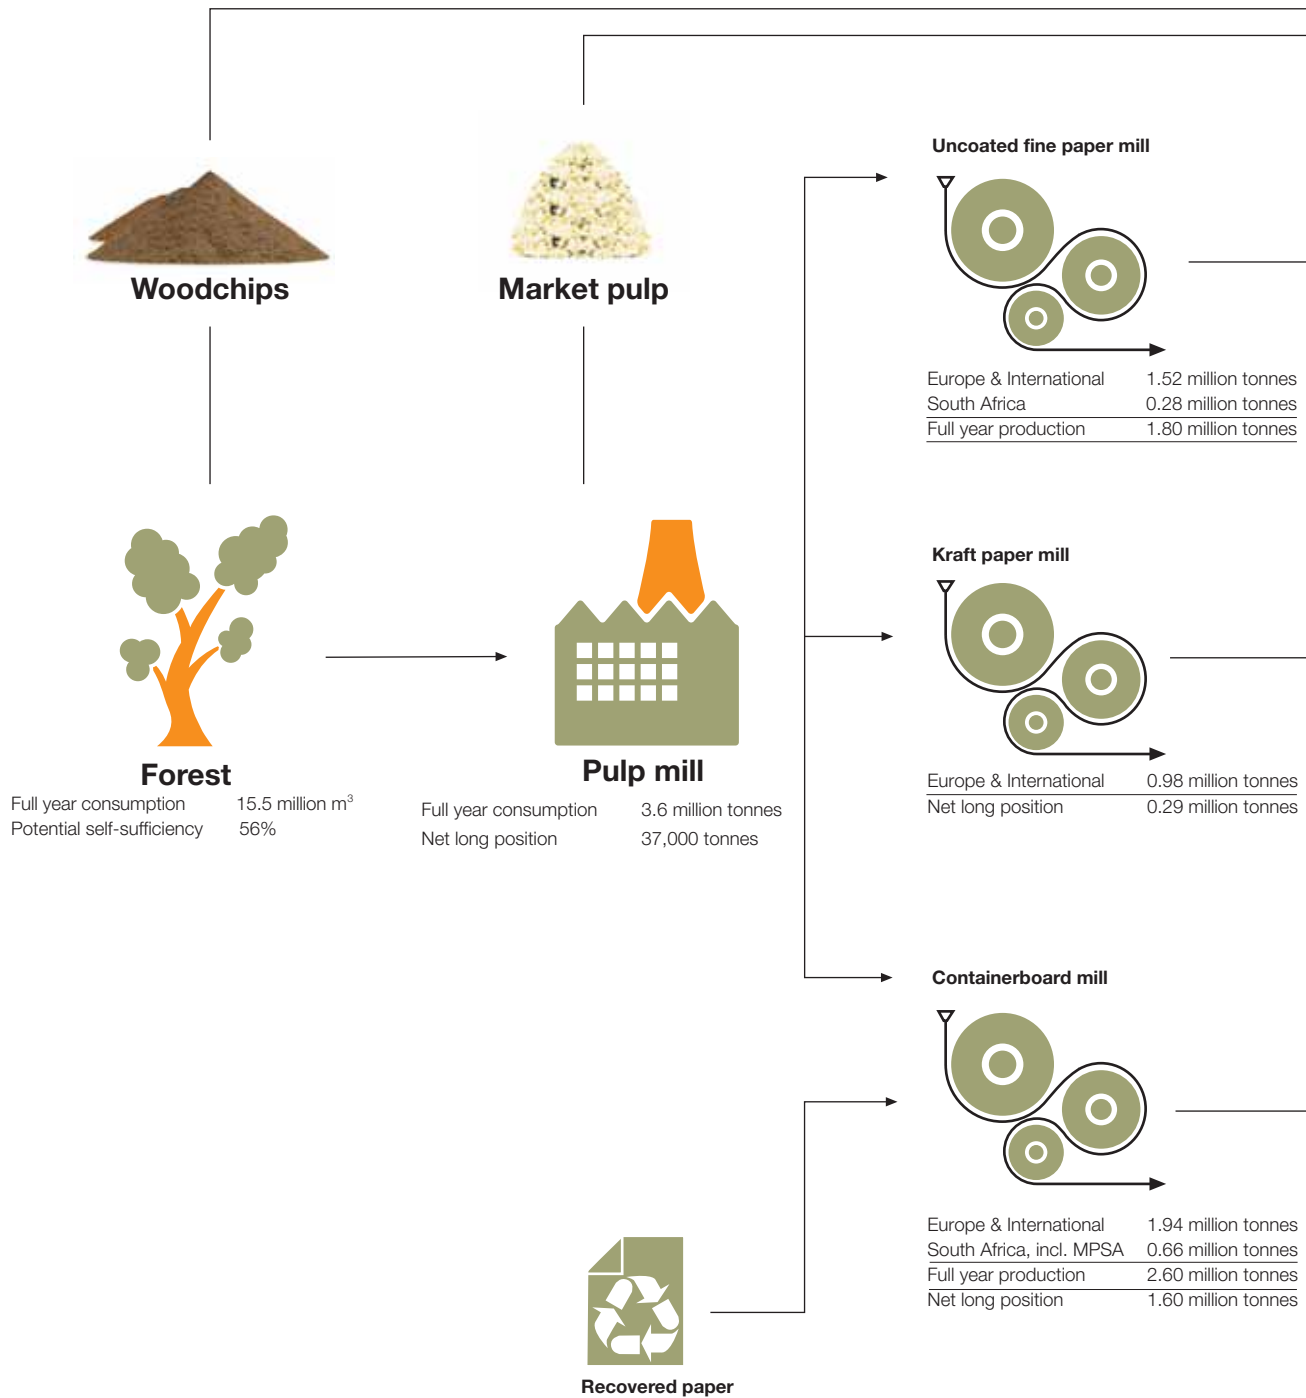 Woodchips
Market pulp
Forest
Full year consumption 15.5 million m³
Potential self-sufficiency 56%
Pulp mill
Full year consumption 3.6 million tonnes
Net long position 37,000 tonnes
Recovered paper
Uncoated fine paper mill
Europe & International 1.52 million tonnes
South Africa 0.28 million tonnes
Full year production 1.80 million tonnes
Kraft paper mill
Europe & International 0.98 million tonnes
Net long position 0.29 million tonnes
Containerboard mill
Europe & International 1.94 million tonnes
South Africa, incl. MPSA 0.66 million tonnes
Full year production 2.60 million tonnes
Net long position 1.60 million tonnes